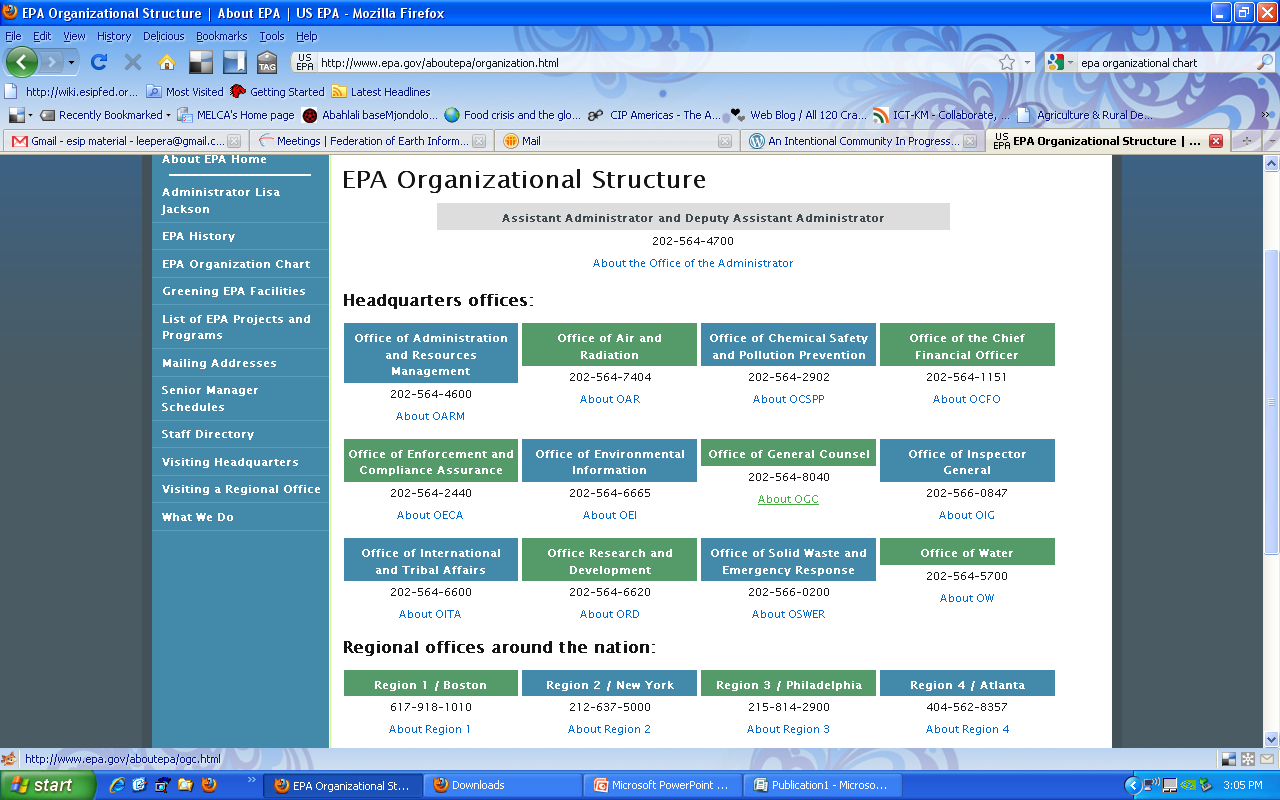 EPA Organizational Structure | About EPA | US EPA - Mozilla Firefox
File Edit View History Delicious Bookmarks Tools Help
TAG
US EPA http://www.epa.gov/aboutepa/organization.html
epa organizational chart
http://wiki.esipfed.or... Most Visited Getting Started Latest Headlines
Recently Bookmarked MELCA's Home page Abahlali baseMjondolo... Food crisis and the glo... CIP Americas - The A... Web Blog / All 120 Cra... ICT-KM - Collaborate, ... Agriculture & Rural De...
Gmail - esip material - leepera@gmail.c... Meetings | Federation of Earth Inform... Mail An Intentional Community In Progress... US EPA EPA Organizational Structure | ...
About EPA Home
Administrator Lisa
Jackson
EPA History
EPA Organization Chart
Greening EPA Facilities
List of EPA Projects and
Programs
Mailing Addresses
Senior Manager
Schedules
Staff Directory
Visiting Headquarters
Visiting a Regional Office
What We Do
EPA Organizational Structure
Assistant Administrator and Deputy Assistant Administrator
202-564-4700
About the Office of the Administrator
Headquarters offices:
Office of Administration
and Resources
Management
202-564-4600
About OARM
Office of Air and
Radiation
202-564-7404
About OAR
Office of Chemical Safety
and Pollution Prevention
202-564-2902
About OCSPP
Office of the Chief
Financial Officer
202-564-1151
About OCFO
Office of Enforcement and
Compliance Assurance
202-564-2440
About OECA
Office of Environmental
Information
202-564-6665
About OEI
Office of General Counsel
202-564-8040
About OGC
Office of Inspector
General
202-566-0847
About OIG
Office of International
and Tribal Affairs
202-564-6600
About OITA
Office Research and
Development
202-564-6620
About ORD
Office of Solid Waste and
Emergency Response
202-566-0200
About OSWER
Office of Water
202-564-5700
About OW
Regional offices around the nation:
Region 1 / Boston
617-918-1010
About Region 1
Region 2 / New York
212-637-5000
About Region 2
Region 3 / Philadelphia
215-814-2900
About Region 3
Region 4 / Atlanta
404-562-8357
About Region 4
http://www.epa.gov/aboutepa/ogc.html
start EPA Organizational St... Downloads Microsoft PowerPoint ... Publication1 - Microso... 3:05 PM